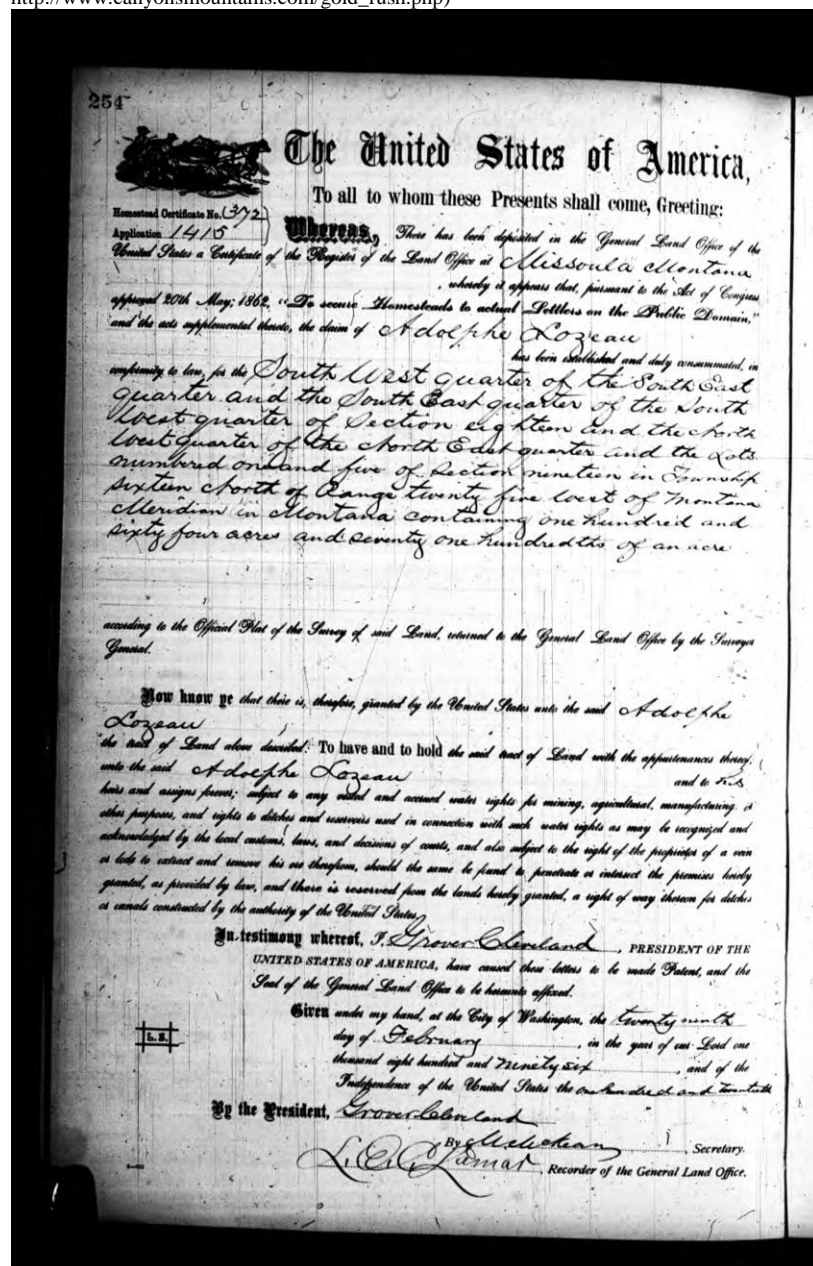 http://www.canyonsmountains.com/gold_rush.php)
254
The United States of America,
To all to whom these Presents shall come, Greeting:
Homestead Certificate No. (372)
Application 1415
Whereas, There has been deposited in the General Land Office of the
United States a Certificate of the Register of the Land Office at Missoula Montana
, whereby it appears that, pursuant to the Act of Congress
approved 20th May, 1862, "To secure Homesteads to actual Settlers on the Public Domain,"
and the acts supplemental thereto, the claim of Adolphe Lozeau
has been established and duly consummated, in
conformity to law, for the South West quarter of the South East
quarter and the South East quarter of the South
West quarter of Section eighteen and the North
West quarter of the North East quarter and the Lots
numbered one and five of Section nineteen in Township
sixteen North of Range twenty five West of Montana
Meridian in Montana containing one hundred and
sixty four acres and seventy one hundredths of an acre
according to the Official Plat of the Survey of said Land, returned to the General Land Office by the Surveyor
General.
Now know ye that there is, therefore, granted by the United States unto the said Adolphe
Lozeau
the tract of Land above described: To have and to hold the said tract of Land with the appurtenances thereof,
unto the said Adolphe Lozeau and to his
heirs and assigns forever; subject to any vested and accrued water rights for mining, agricultural, manufacturing or
other purposes, and rights to ditches and reservoirs used in connection with such water rights as may be recognized and
acknowledged by the local customs, laws, and decisions of courts, and also subject to the right of the proprietor of a vein
or lode to extract and remove his ore therefrom, should the same be found to penetrate or intersect the premises hereby
granted, as provided by law, and there is reserved from the lands hereby granted, a right of way thereon for ditches
or canals constructed by the authority of the United States.
In testimony whereof, I, Grover Cleveland, PRESIDENT OF THE
UNITED STATES OF AMERICA, have caused these letters to be made Patent, and the
Seal of the General Land Office to be hereunto affixed.
Given under my hand, at the City of Washington, the twenty ninth
day of February, in the year of our Lord one
L. S.
thousand eight hundred and ninety six, and of the
Independence of the United States the one hundred and twentieth
By the President, Grover Cleveland
By M. McKean, Secretary.
L. Q. C. Lamar, Recorder of the General Land Office.